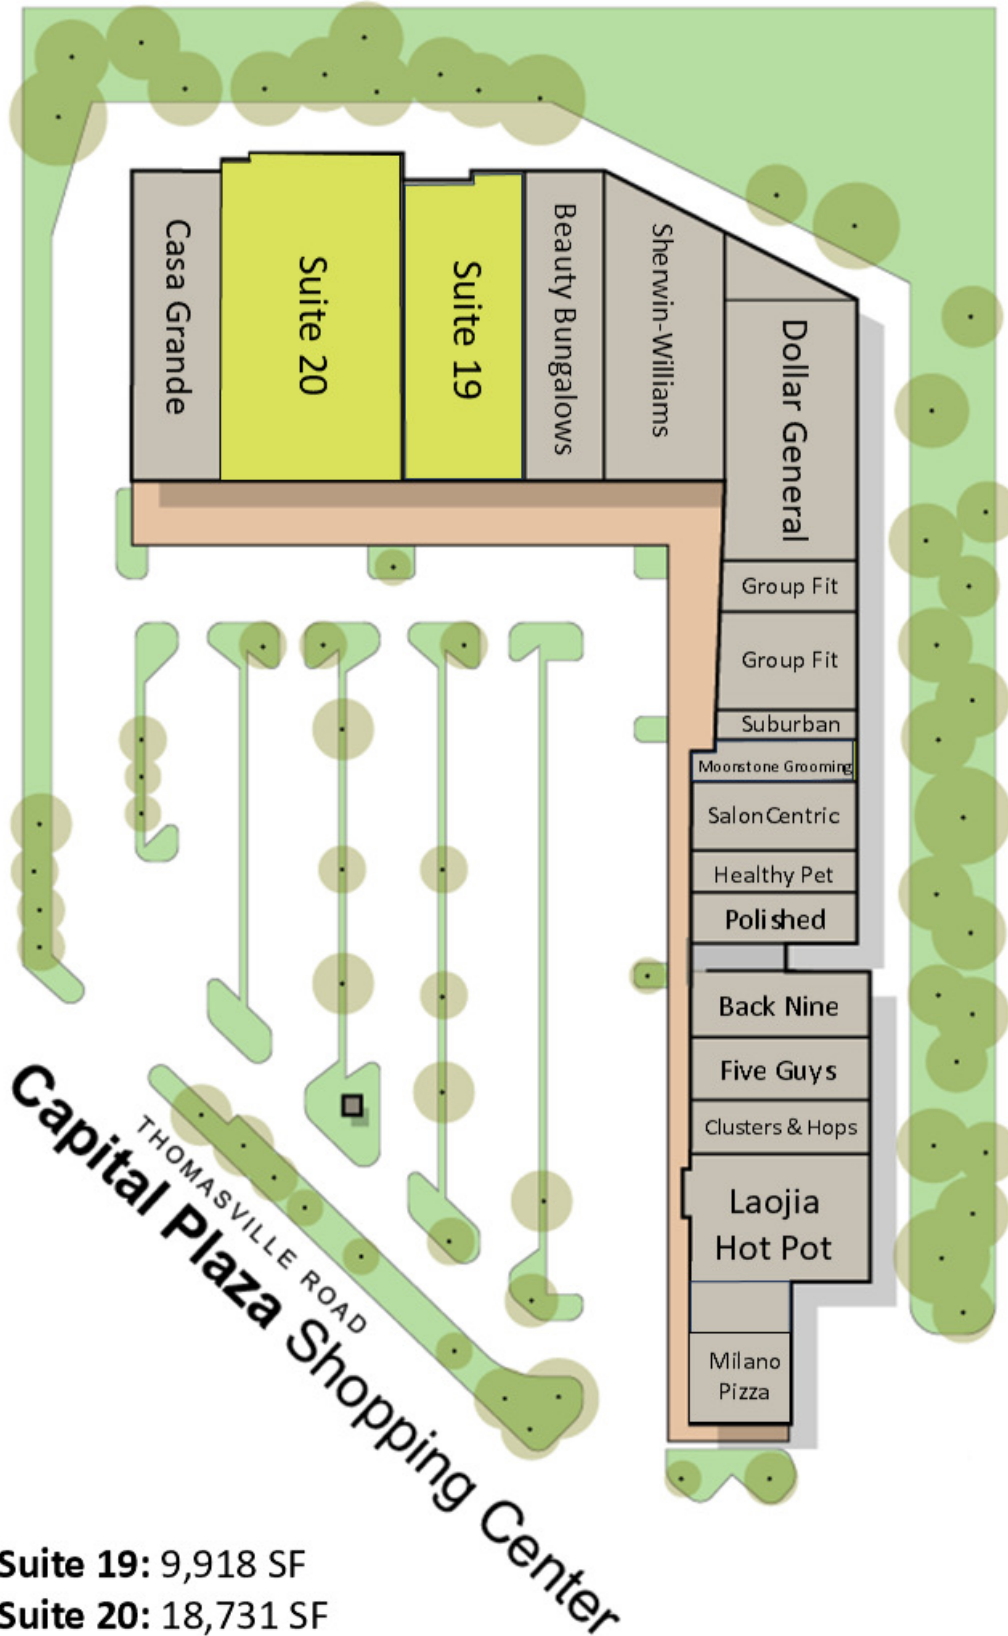 Casa Grande
Suite 20
Suite 19
Beauty Bungalows
Sherwin-Williams
Dollar General
Group Fit
Group Fit
Suburban
Moonstone Grooming
SalonCentric
Healthy Pet
Polished
Back Nine
Five Guys
Clusters & Hops
Laojia
Hot Pot
Milano
Pizza
THOMASVILLE ROAD
Capital Plaza Shopping Center
Suite 19: 9,918 SF
Suite 20: 18,731 SF